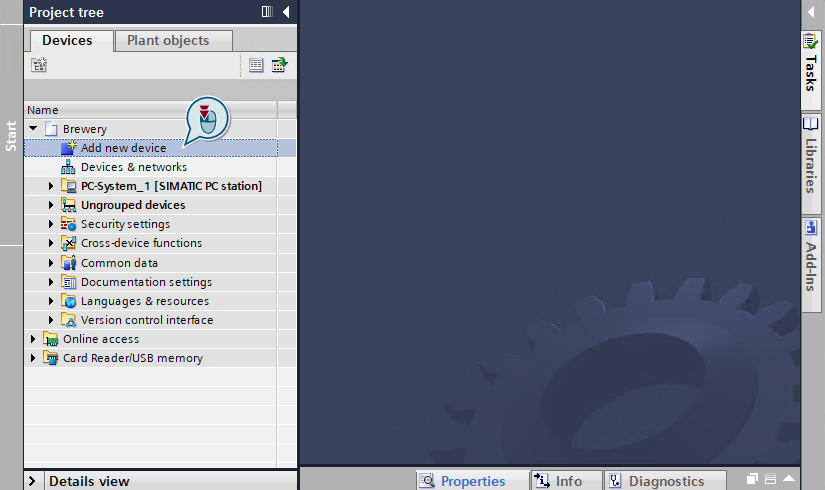 Project tree
Devices
Plant objects
Name
Brewery
Add new device
Devices & networks
PC-System_1 [SIMATIC PC station]
Ungrouped devices
Security settings
Cross-device functions
Common data
Documentation settings
Languages & resources
Version control interface
Online access
Card Reader/USB memory
Details view
Start
Properties
Info
Diagnostics
Tasks
Libraries
Add-Ins